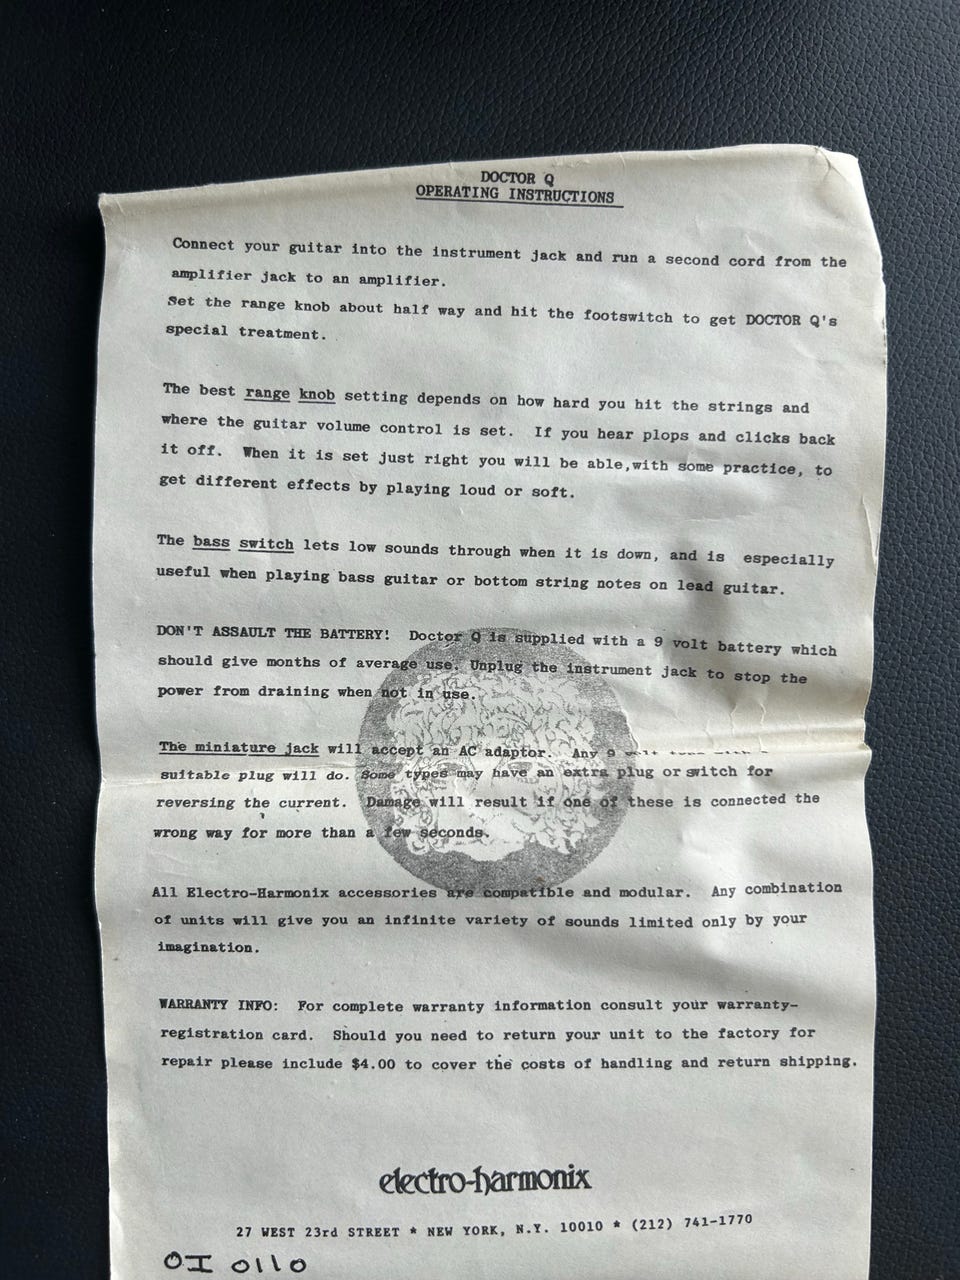 DOCTOR Q
OPERATING INSTRUCTIONS
Connect your guitar into the instrument jack and run a second cord from the
amplifier jack to an amplifier.
Set the range knob about half way and hit the footswitch to get DOCTOR Q's
special treatment.
The best range knob setting depends on how hard you hit the strings and
where the guitar volume control is set. If you hear plops and clicks back
it off. When it is set just right you will be able,with some practice, to
get different effects by playing loud or soft.
The bass switch lets low sounds through when it is down, and is especially
useful when playing bass guitar or bottom string notes on lead guitar.
DON'T ASSAULT THE BATTERY! Doctor Q is supplied with a 9 volt battery which
should give months of average use. Unplug the instrument jack to stop the
power from draining when not in use.
The miniature jack will accept an AC adaptor. Any 9
suitable plug will do. Some types may have an extra plug or switch for
reversing the current. Damage will result if one of these is connected the
wrong way for more than a few seconds.
All Electro-Harmonix accessories are compatible and modular. Any combination
of units will give you an infinite variety of sounds limited only by your
imagination.
WARRANTY INFO: For complete warranty information consult your warranty-
registration card. Should you need to return your unit to the factory for
repair please include $4.00 to cover the costs of handling and return shipping.
electro-harmonix
27 WEST 23rd STREET * NEW YORK, N.Y. 10010 * (212) 741-1770
OI 0110